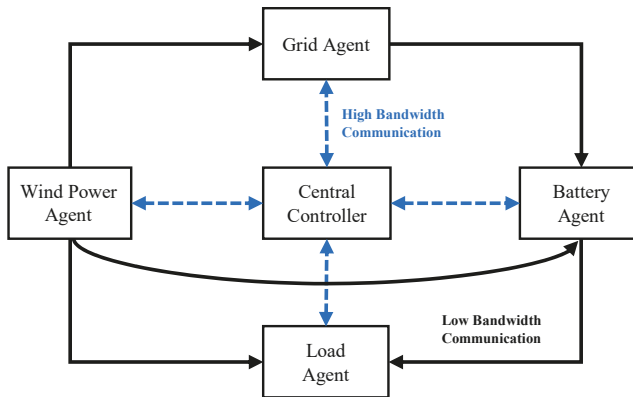 Grid Agent
High Bandwidth
Communication
Wind Power
Agent
Central
Controller
Battery
Agent
Low Bandwidth
Communication
Load
Agent